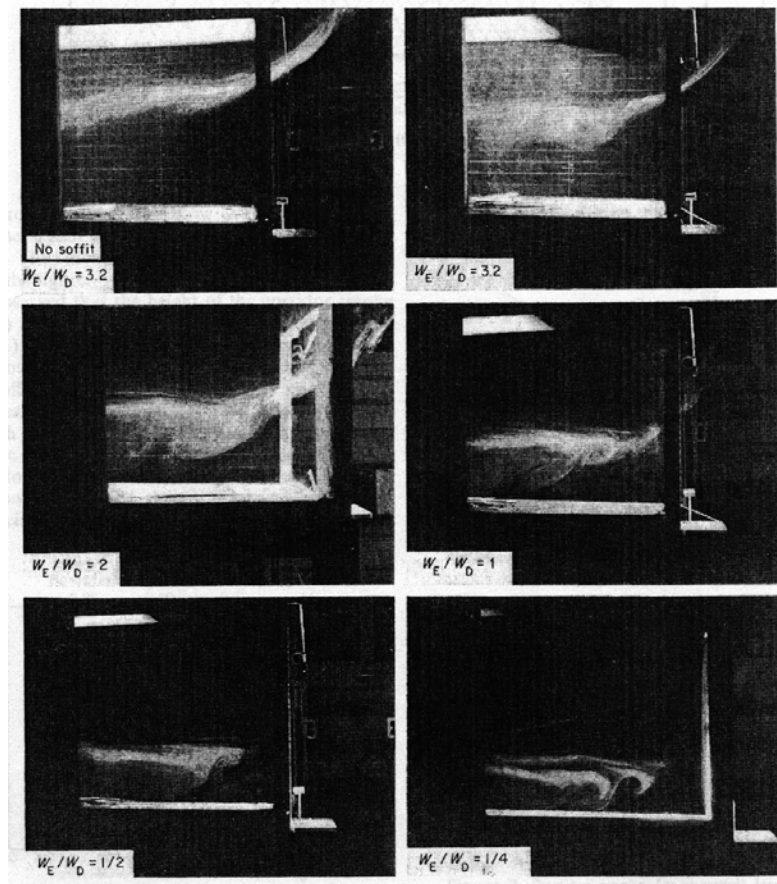 No soffit
W_E / W_D = 3.2
W_E / W_D = 3.2
W_E / W_D = 2
W_E / W_D = 1
W_E / W_D = 1/2
W_E / W_D = 1/4